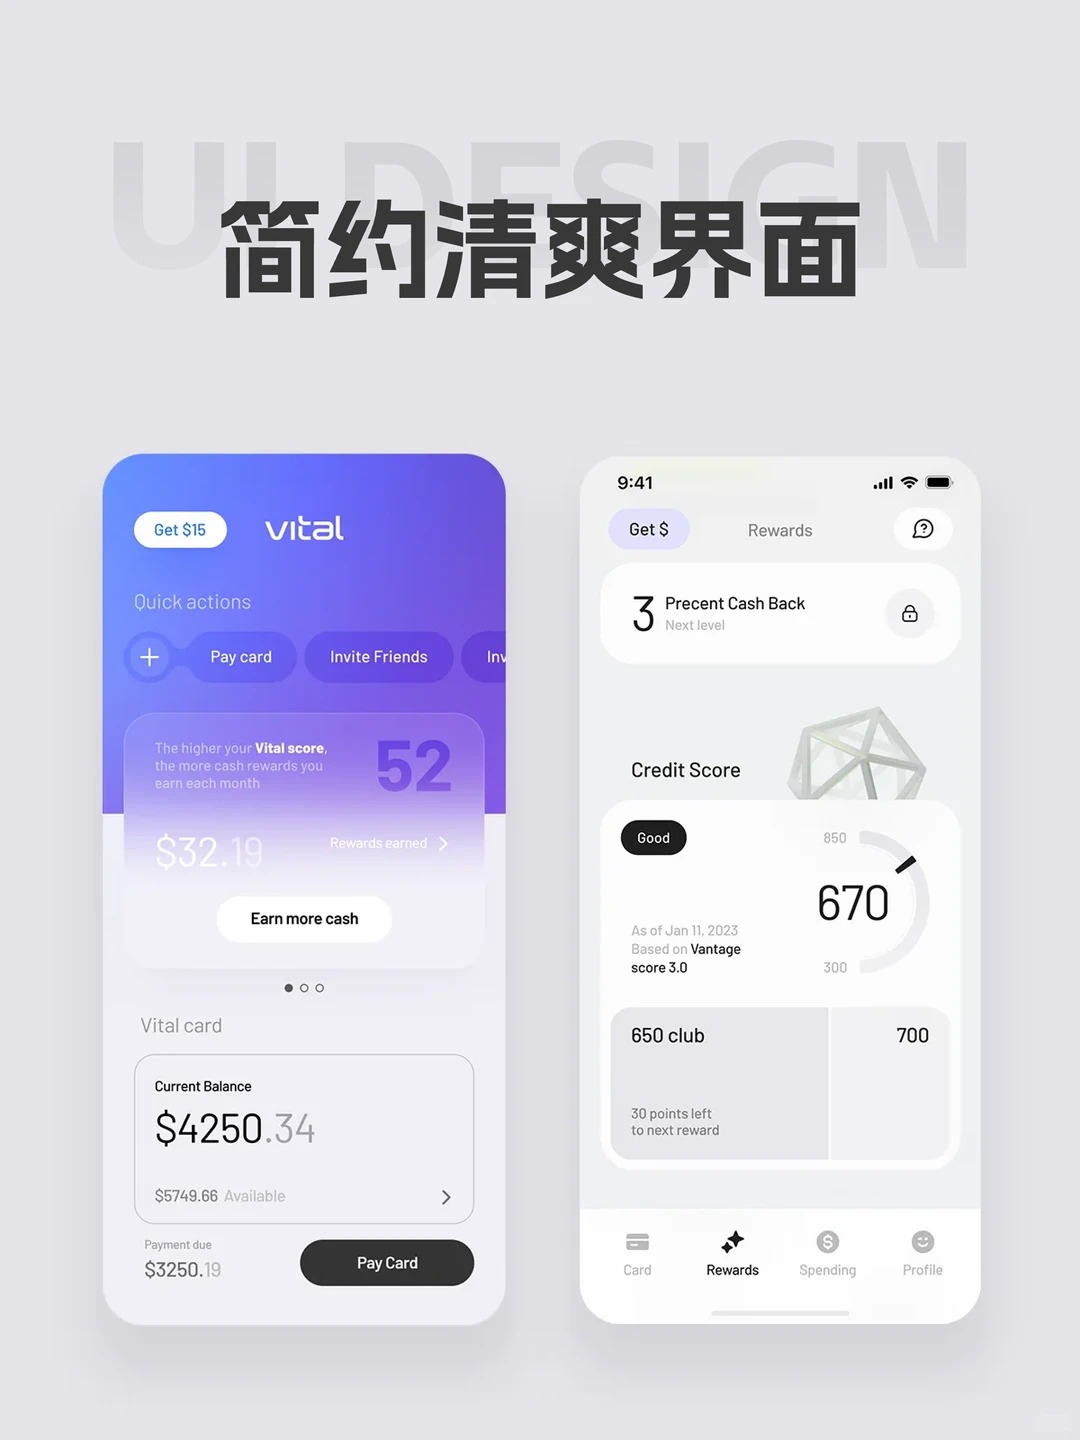 UI DESIGN
简约清爽界面
Get $15
vital
Quick actions
+ Pay card Invite Friends Inv
The higher your Vital score,
the more cash rewards you
earn each month
52
$32.19
Rewards earned
Earn more cash
Vital card
Current Balance
$4250.34
$5749.66 Available
Payment due
$3250.19
Pay Card
9:41
Get $
Rewards
3
Precent Cash Back
Next level
Credit Score
Good
850
670
As of Jan 11, 2023
Based on Vantage
score 3.0
300
650 club
700
30 points left
to next reward
Card Rewards Spending Profile